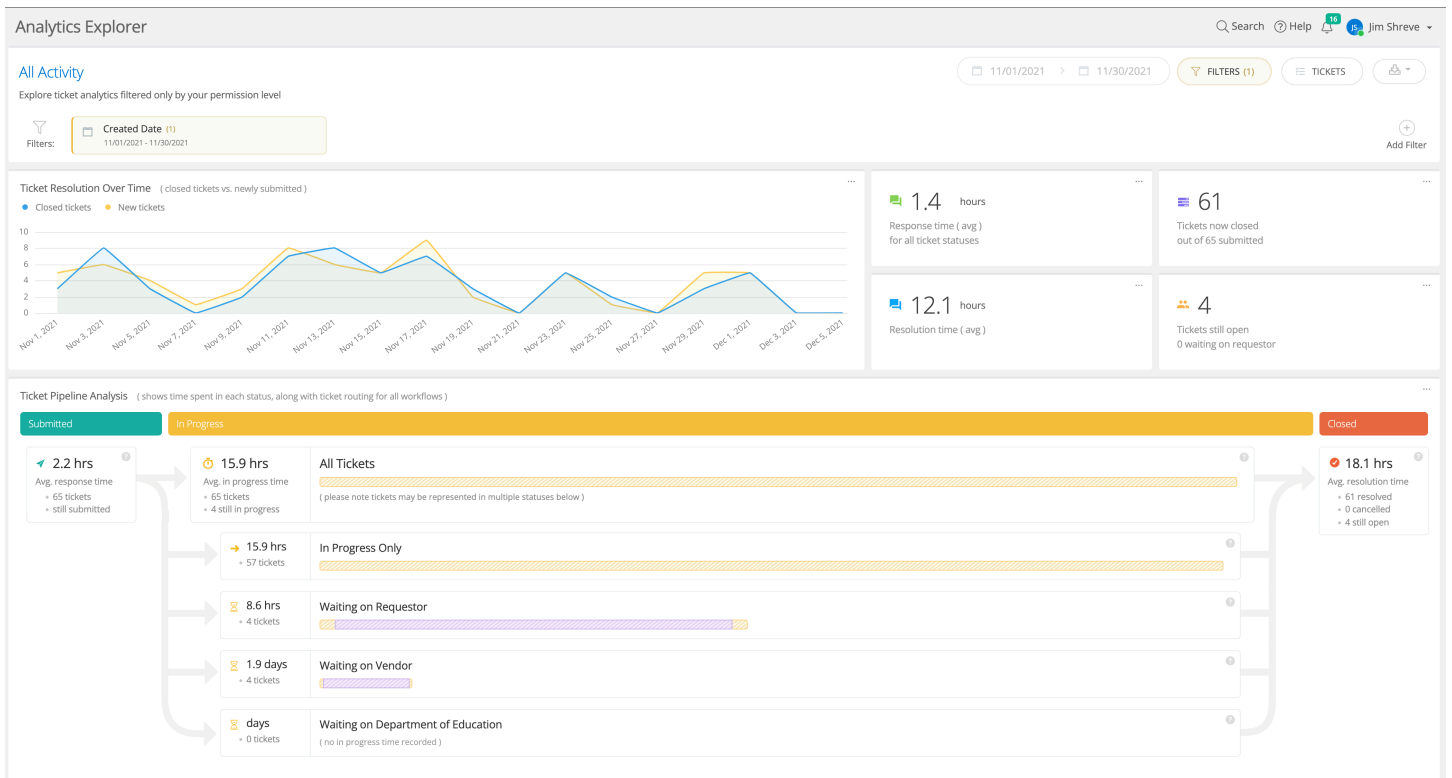 Analytics Explorer
Search
Help
16
JS
Jim Shreve
All Activity
11/01/2021 > 11/30/2021
FILTERS (1)
TICKETS
Explore ticket analytics filtered only by your permission level
Filters:
Created Date (1)
11/01/2021 - 11/30/2021
Add Filter
Ticket Resolution Over Time ( closed tickets vs. newly submitted )
Closed tickets
New tickets
10
8
6
4
2
0
Nov 1, 2021
Nov 3, 2021
Nov 5, 2021
Nov 7, 2021
Nov 9, 2021
Nov 11, 2021
Nov 13, 2021
Nov 15, 2021
Nov 17, 2021
Nov 19, 2021
Nov 21, 2021
Nov 23, 2021
Nov 25, 2021
Nov 27, 2021
Nov 29, 2021
Dec 1, 2021
Dec 3, 2021
Dec 5, 2021
1.4 hours
Response time ( avg )
for all ticket statuses
61
Tickets now closed
out of 65 submitted
12.1 hours
Resolution time ( avg )
4
Tickets still open
0 waiting on requestor
Ticket Pipeline Analysis ( shows time spent in each status, along with ticket routing for all workflows )
Submitted
In Progress
Closed
2.2 hrs
Avg. response time
65 tickets
still submitted
15.9 hrs
Avg. in progress time
65 tickets
4 still in progress
All Tickets
( please note tickets may be represented in multiple statuses below )
18.1 hrs
Avg. resolution time
61 resolved
0 cancelled
4 still open
15.9 hrs
57 tickets
In Progress Only
8.6 hrs
4 tickets
Waiting on Requestor
1.9 days
4 tickets
Waiting on Vendor
days
0 tickets
Waiting on Department of Education
( no in progress time recorded )